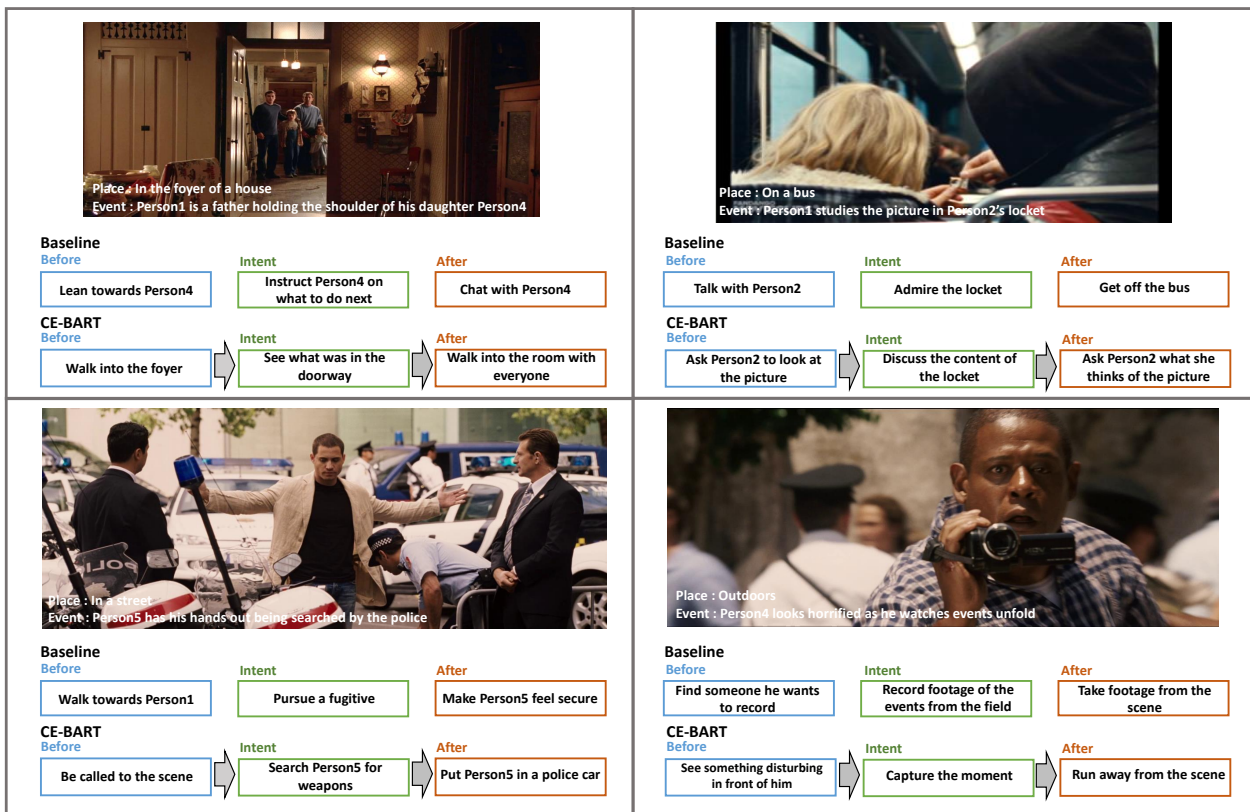 Place : In the foyer of a house
Event : Person1 is a father holding the shoulder of his daughter Person4
Baseline
Before
Intent
After
Lean towards Person4
Instruct Person4 on
what to do next
Chat with Person4
CE-BART
Before
Intent
After
Walk into the foyer
See what was in the
doorway
Walk into the room with
everyone
FANDANGO
Place : On a bus
Event : Person1 studies the picture in Person2's locket
Baseline
Before
Intent
After
Talk with Person2
Admire the locket
Get off the bus
CE-BART
Before
Intent
After
Ask Person2 to look at
the picture
Discuss the content of
the locket
Ask Person2 what she
thinks of the picture
POLI
Place : In a street
Event : Person5 has his hands out being searched by the police
Baseline
Before
Intent
After
Walk towards Person1
Pursue a fugitive
Make Person5 feel secure
CE-BART
Before
Intent
After
Be called to the scene
Search Person5 for
weapons
Put Person5 in a police car
Place : Outdoors
Event : Person4 looks horrified as he watches events unfold
Baseline
Before
Intent
After
Find someone he wants
to record
Record footage of the
events from the field
Take footage from the
scene
CE-BART
Before
Intent
After
See something disturbing
in front of him
Capture the moment
Run away from the scene